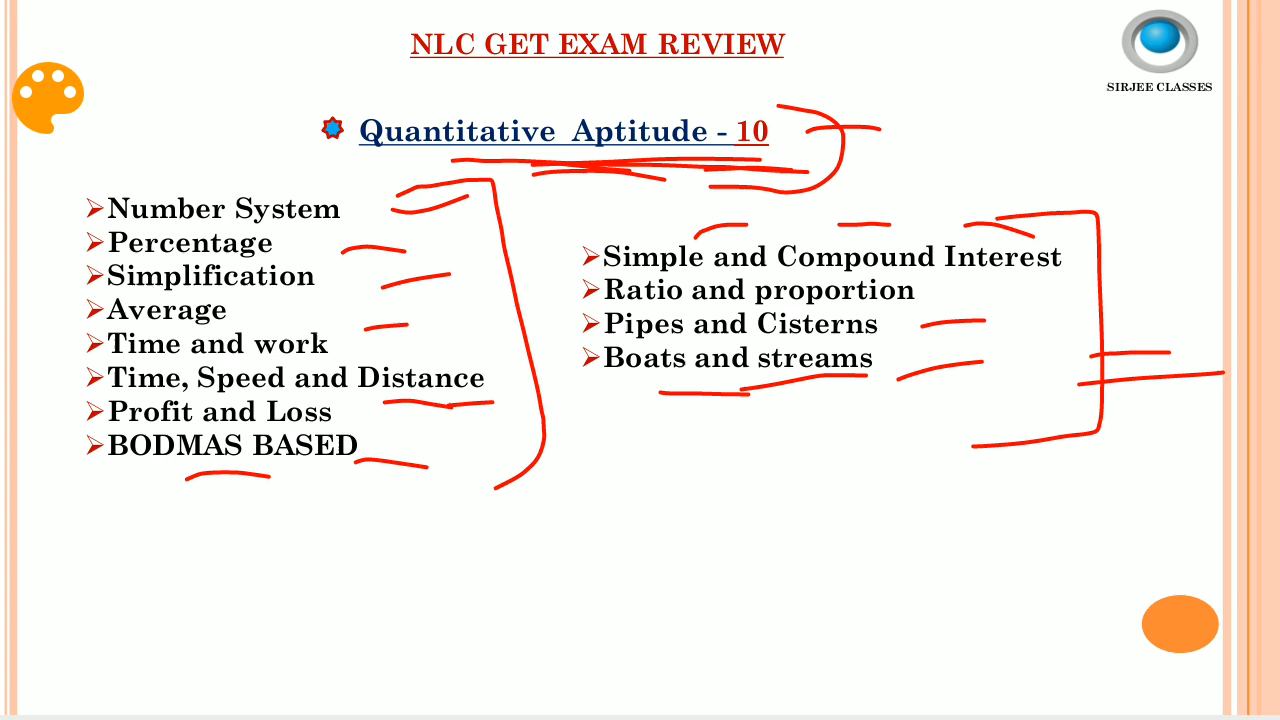 NLC GET EXAM REVIEW
SIRJEE CLASSES
Quantitative Aptitude - 10
Number System
Percentage
Simplification
Average
Time and work
Time, Speed and Distance
Profit and Loss
BODMAS BASED
Simple and Compound Interest
Ratio and proportion
Pipes and Cisterns
Boats and streams